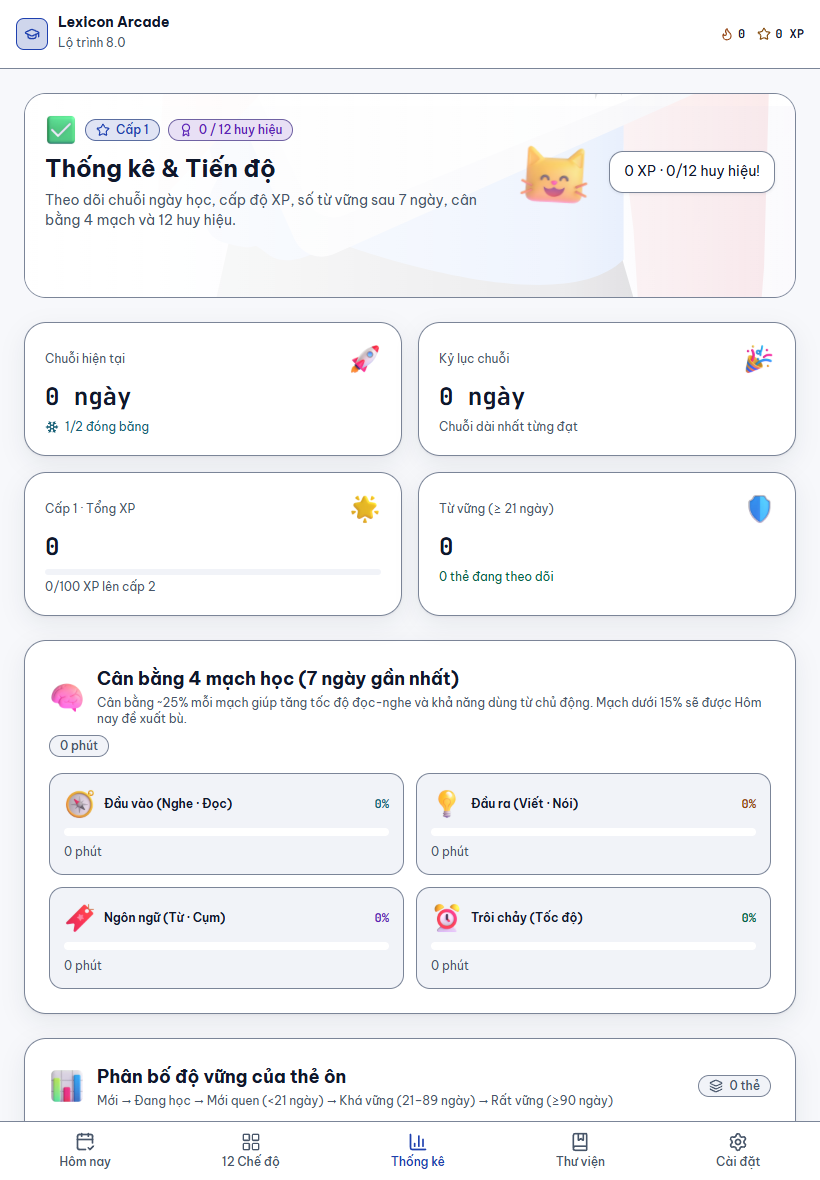 Lexicon Arcade
Lộ trình 8.0
0
0 XP
Cấp 1
0 / 12 huy hiệu
Thống kê & Tiến độ
Theo dõi chuỗi ngày học, cấp độ XP, số từ vững sau 7 ngày, cân
bằng 4 mạch và 12 huy hiệu.
0 XP · 0/12 huy hiệu!
Chuỗi hiện tại
0 ngày
1/2 đóng băng
Kỷ lục chuỗi
0 ngày
Chuỗi dài nhất từng đạt
Cấp 1 · Tổng XP
0
0/100 XP lên cấp 2
Từ vững (≥ 21 ngày)
0
0 thẻ đang theo dõi
Cân bằng 4 mạch học (7 ngày gần nhất)
Cân bằng ~25% mỗi mạch giúp tăng tốc độ đọc-nghe và khả năng dùng từ chủ động. Mạch dưới 15% sẽ được Hôm
nay đề xuất bù.
0 phút
Đầu vào (Nghe · Đọc)
0%
0 phút
Đầu ra (Viết · Nói)
0%
0 phút
Ngôn ngữ (Từ · Cụm)
0%
0 phút
Trôi chảy (Tốc độ)
0%
0 phút
Phân bố độ vững của thẻ ôn
Mới → Đang học → Mới quen (<21 ngày) → Khá vững (21–89 ngày) → Rất vững (≥90 ngày)
0 thẻ
Hôm nay
12 Chế độ
Thống kê
Thư viện
Cài đặt